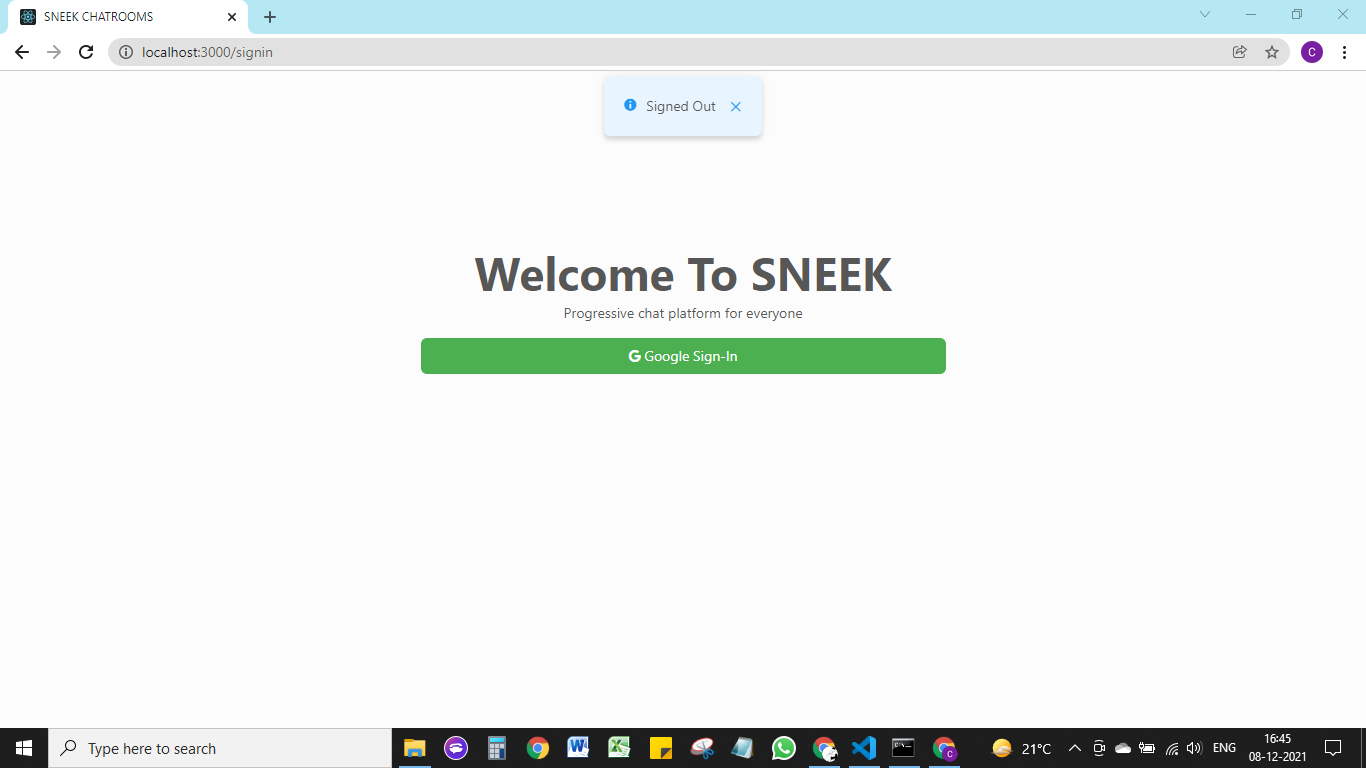 SNEEK CHATROOMS
localhost:3000/signin
C
Signed Out
Welcome To SNEEK
Progressive chat platform for everyone
G Google Sign-In
Type here to search
21°C
ENG
16:45
08-12-2021